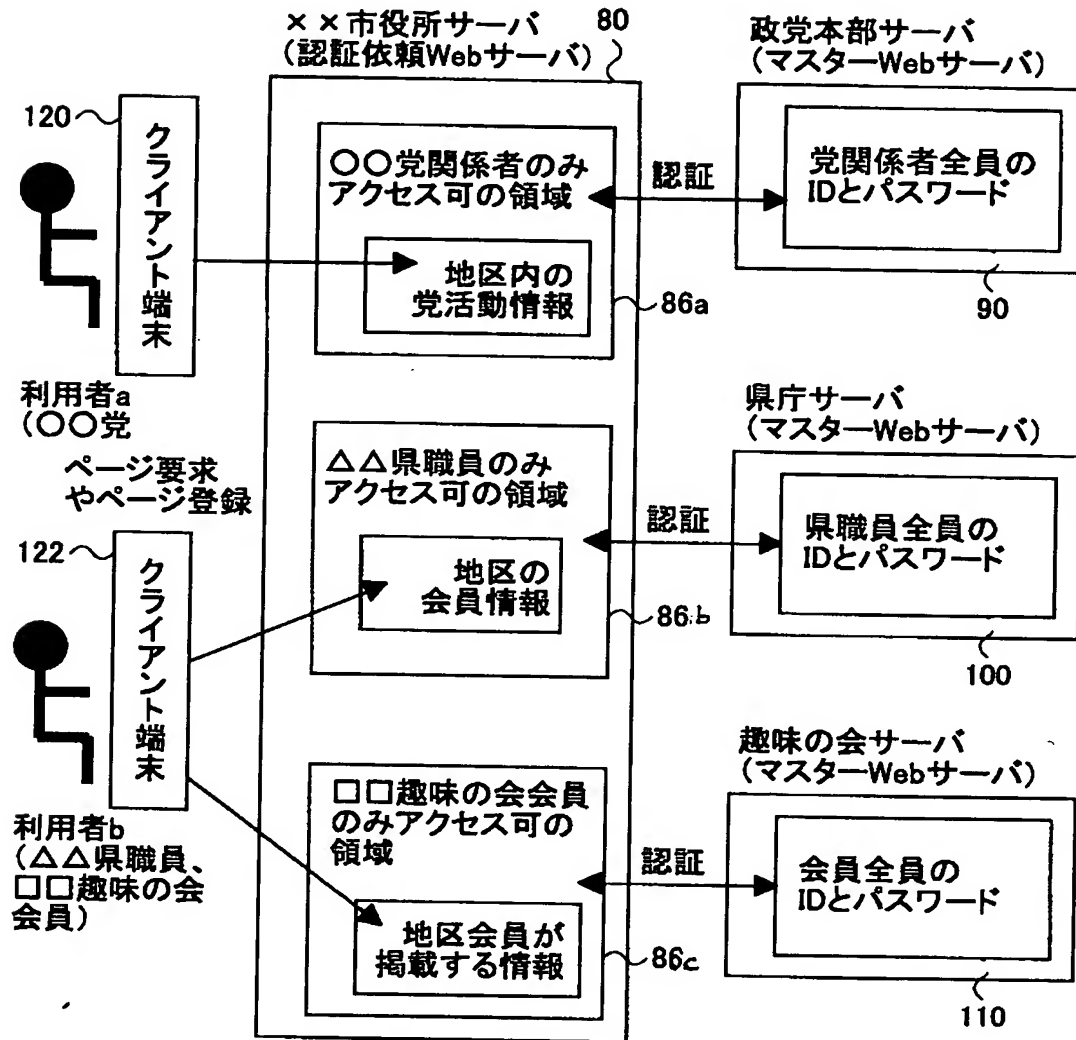 ××市役所サーバ
(認証依頼Webサーバ)
80
政党本部サーバ
(マスターWebサーバ)
120
クライアント端末
○○党関係者のみ
アクセス可の領域
認証
党関係者全員の
IDとパスワード
地区内の
党活動情報
86a
90
利用者a
(○○党
ページ要求
やページ登録
県庁サーバ
(マスターWebサーバ)
△△県職員のみ
アクセス可の領域
認証
県職員全員の
IDとパスワード
122
クライアント端末
地区の
会員情報
86b
100
趣味の会サーバ
(マスターWebサーバ)
□□趣味の会会員
のみアクセス可の
領域
認証
会員全員の
IDとパスワード
利用者b
(△△県職員、
□□趣味の会
会員)
地区会員が
掲載する情報
86c
110